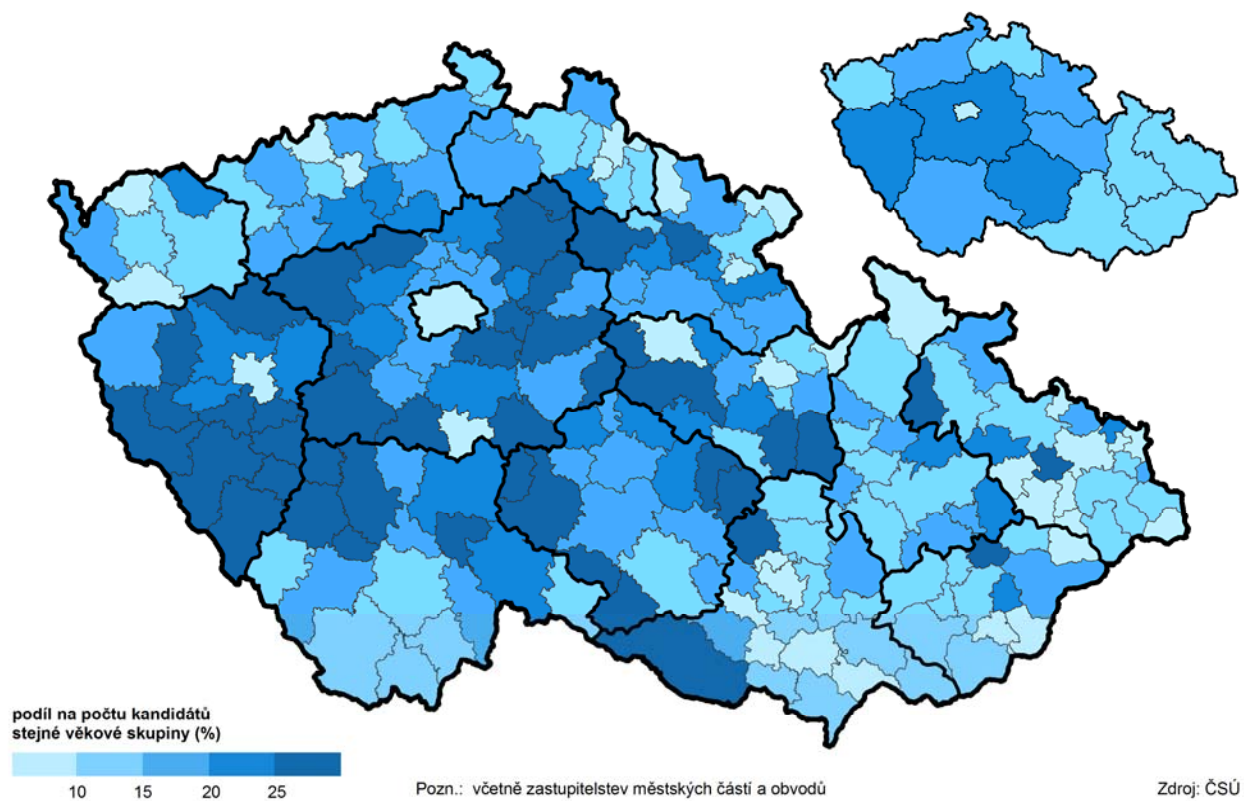 podíl na počtu kandidátů
stejné věkové skupiny (%)
10 15 20 25
Pozn.: včetně zastupitelstev městských částí a obvodů
Zdroj: ČSÚ